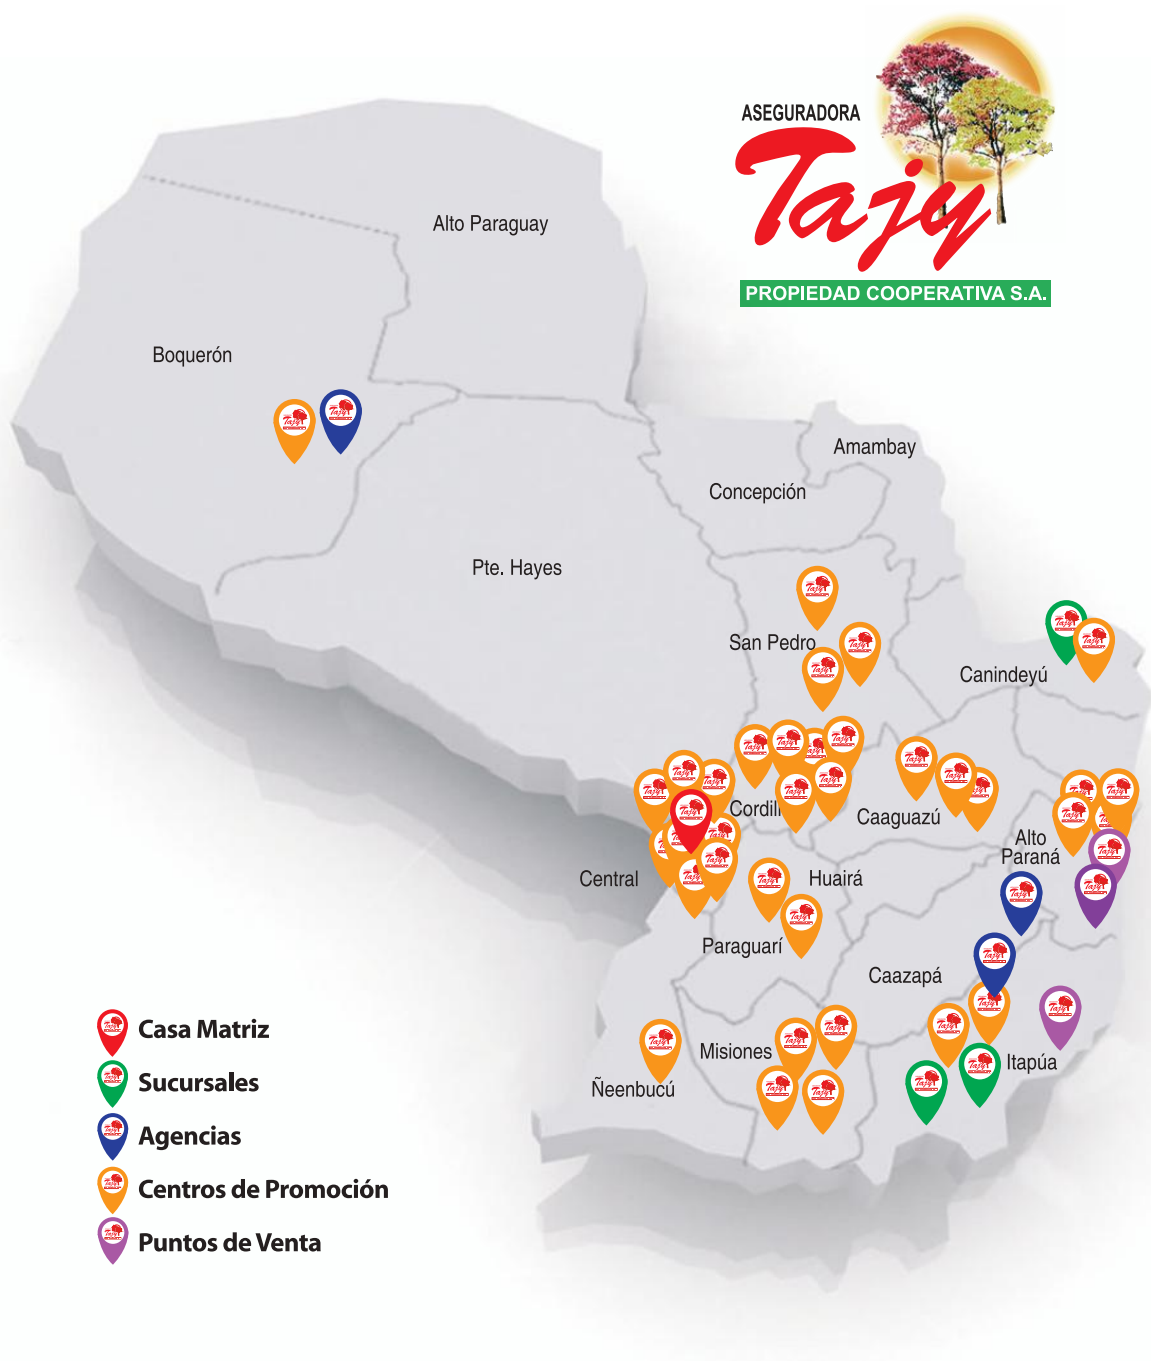 ASEGURADORA
Tajy
PROPIEDAD COOPERATIVA S.A.
Alto Paraguay
Boquerón
Amambay
Concepción
Pte. Hayes
San Pedro
Canindeyú
Cordill
Caaguazú
Alto
Paraná
Central
Huairá
Paraguarí
Caazapá
Misiones
Itapúa
Ñeenbucú
Casa Matriz
Sucursales
Agencias
Centros de Promoción
Puntos de Venta